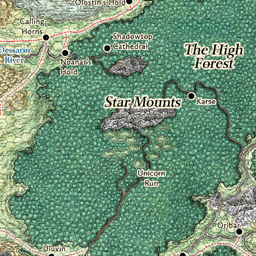 Olostin's Hold
Calling
Horns
Shadowtop
Cathedral
Dessarin
River
Noanar's
Hold
The High
Forest
Star Mounts
Karse
Unicorn
Run
Uluvin